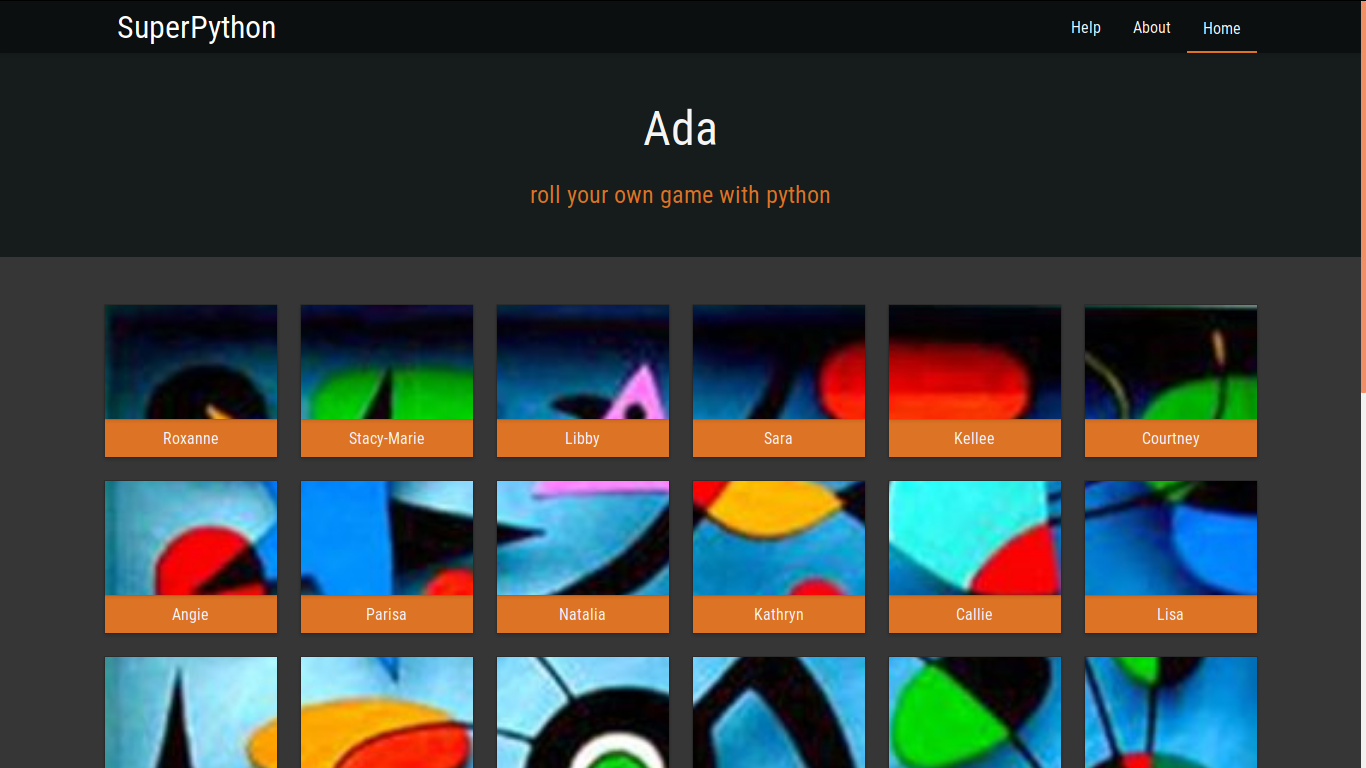 SuperPython
Help About Home
Ada
roll your own game with python
Roxanne Stacy-Marie Libby Sara Kellee Courtney
Angie Parisa Natalia Kathryn Callie Lisa